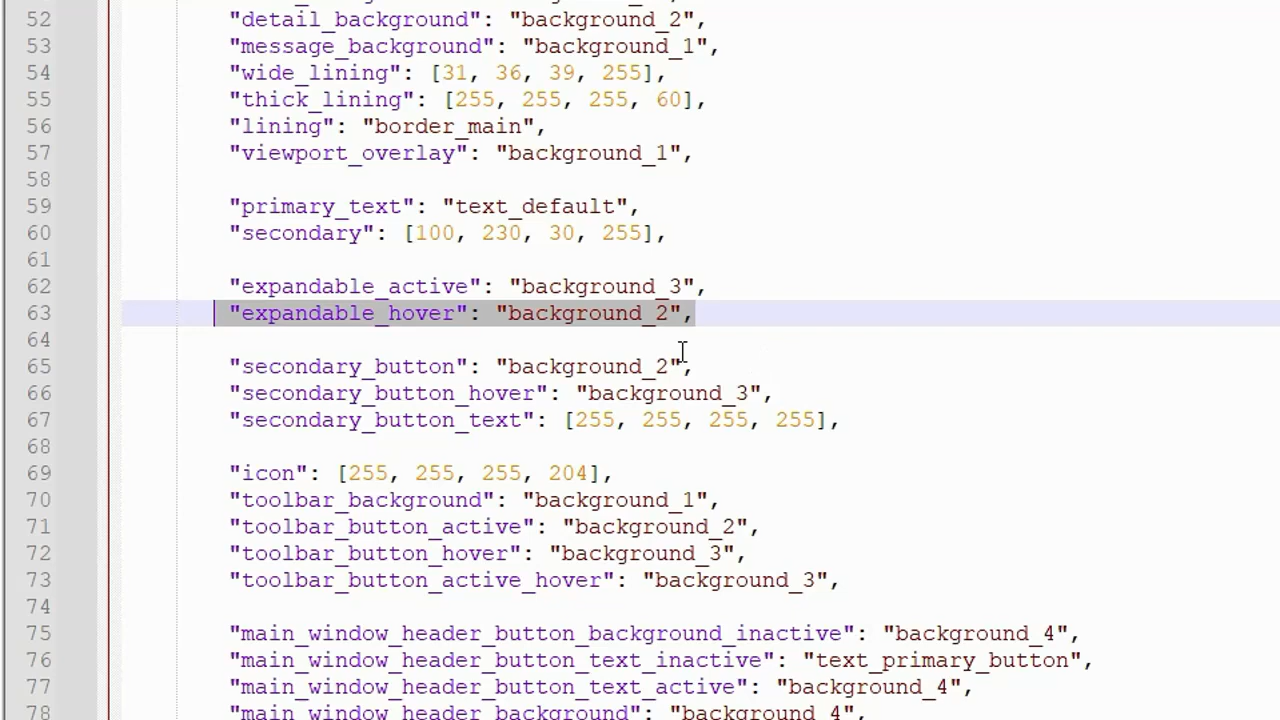 52 "detail_background": "background_2",
53 "message_background": "background_1",
54 "wide_lining": [31, 36, 39, 255],
55 "thick_lining": [255, 255, 255, 60],
56 "lining": "border_main",
57 "viewport_overlay": "background_1",
58
59 "primary_text": "text_default",
60 "secondary": [100, 230, 30, 255],
61
62 "expandable_active": "background_3",
63 "expandable_hover": "background_2",
64
65 "secondary_button": "background_2",
66 "secondary_button_hover": "background_3",
67 "secondary_button_text": [255, 255, 255, 255],
68
69 "icon": [255, 255, 255, 204],
70 "toolbar_background": "background_1",
71 "toolbar_button_active": "background_2",
72 "toolbar_button_hover": "background_3",
73 "toolbar_button_active_hover": "background_3",
74
75 "main_window_header_button_background_inactive": "background_4",
76 "main_window_header_button_text_inactive": "text_primary_button",
77 "main_window_header_button_text_active": "background_4",
78 "main_window_header_background": "background_4",